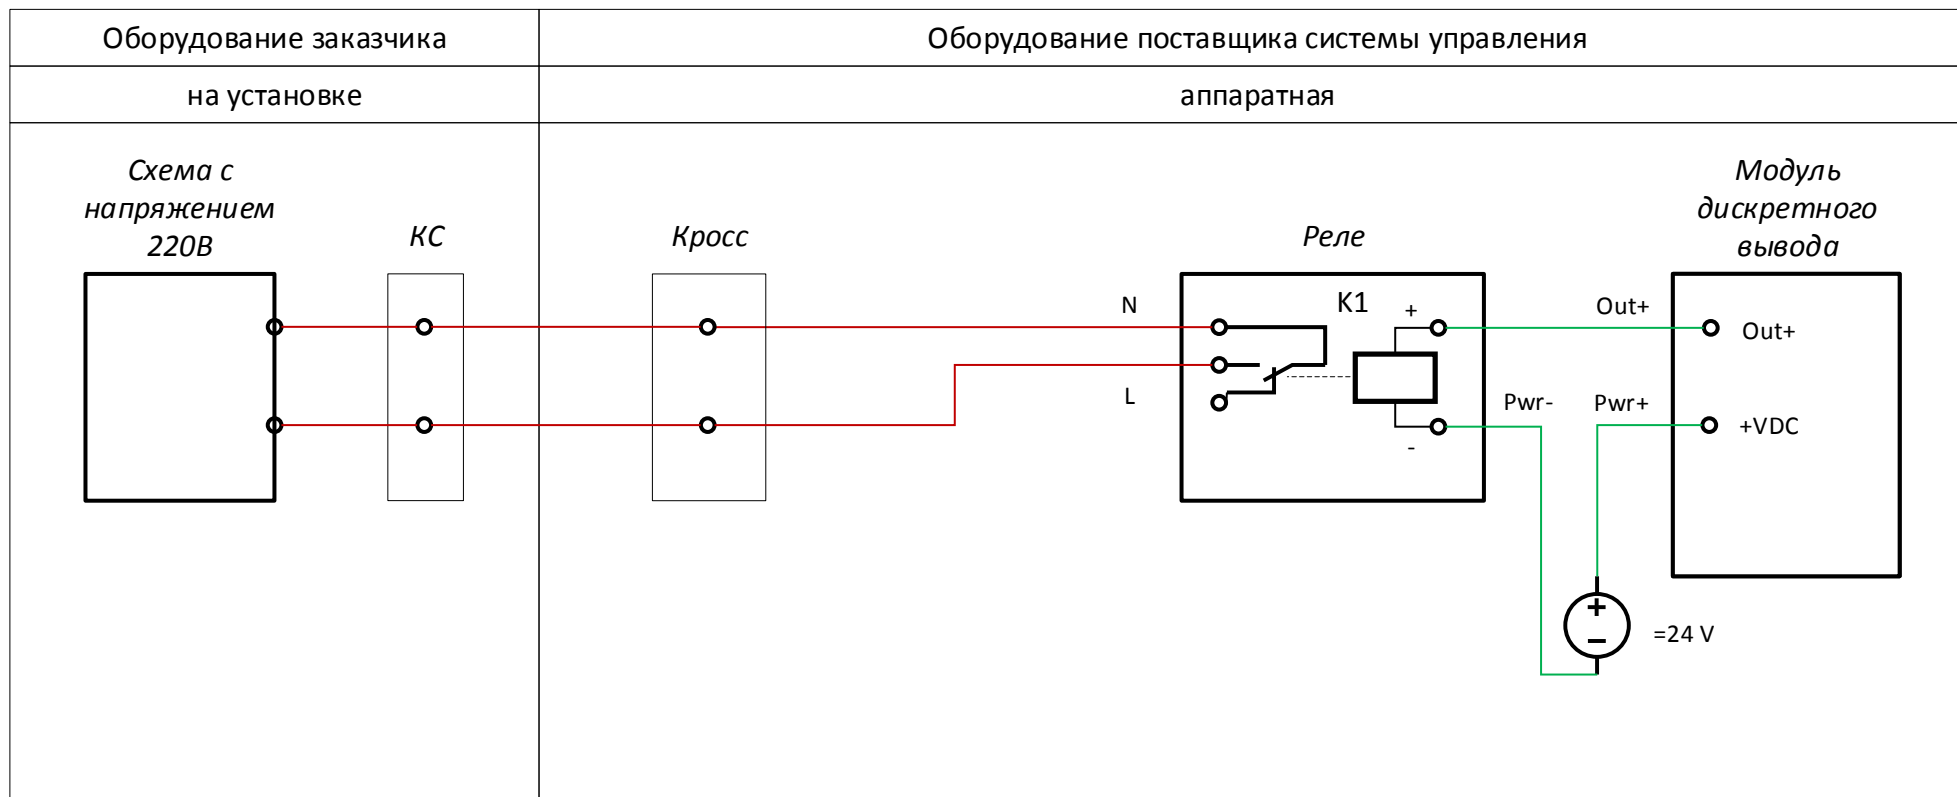 Оборудование заказчика
Оборудование поставщика системы управления
на установке
аппаратная
Схема с
напряжением
220В
КС
Кросс
Реле
Модуль
дискретного
вывода
N
L
K1
+
-
Out+
Out+
Pwr-
Pwr+
+VDC
+
−
=24 V